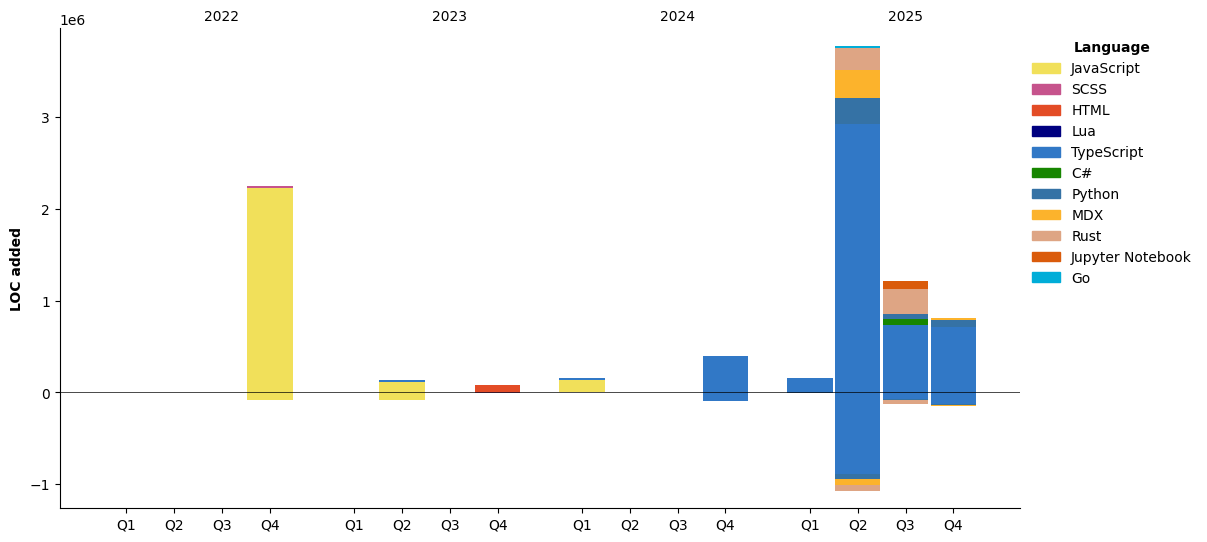 2022 2023 2024 2025
1e6
LOC added
3
2
1
0
−1
Q1 Q2 Q3 Q4 Q1 Q2 Q3 Q4 Q1 Q2 Q3 Q4 Q1 Q2 Q3 Q4
Language
JavaScript
SCSS
HTML
Lua
TypeScript
C#
Python
MDX
Rust
Jupyter Notebook
Go